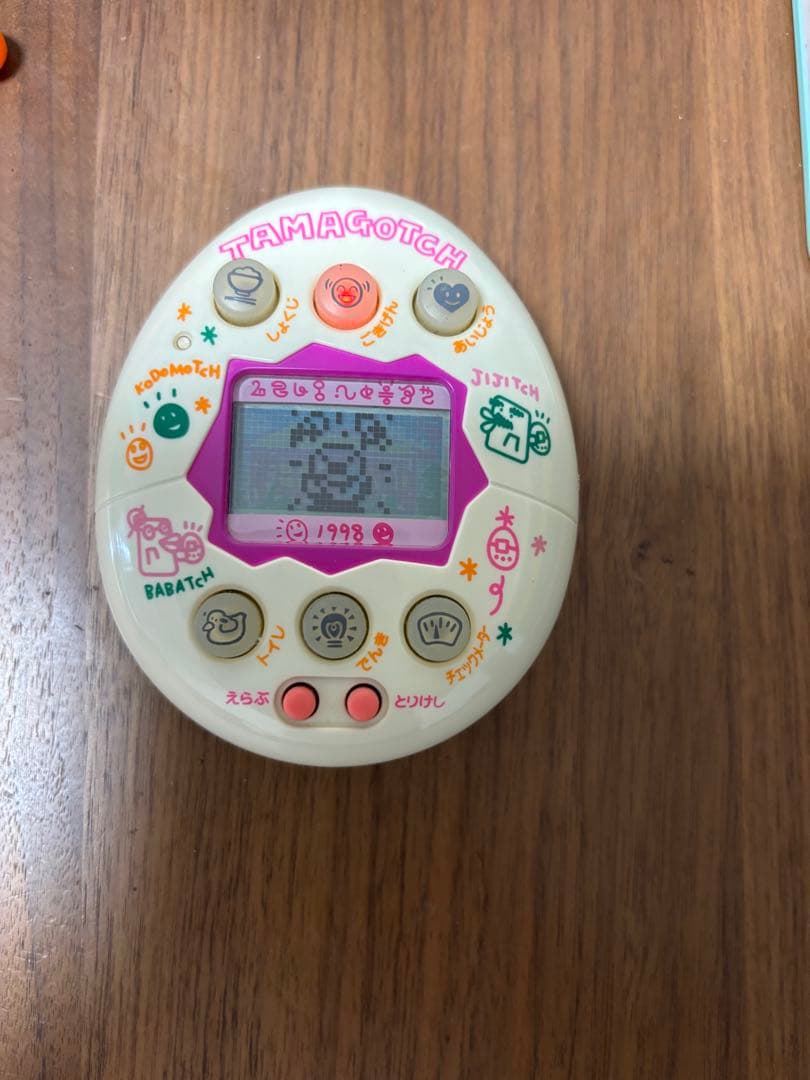 TAMAGOTCH
しょくじ
ごきげん
あいじょう
KODOMOTCH
JIJITCH
1998
BABATCH
トイレ
でんき
チェックメーター
えらぶ
とりけし